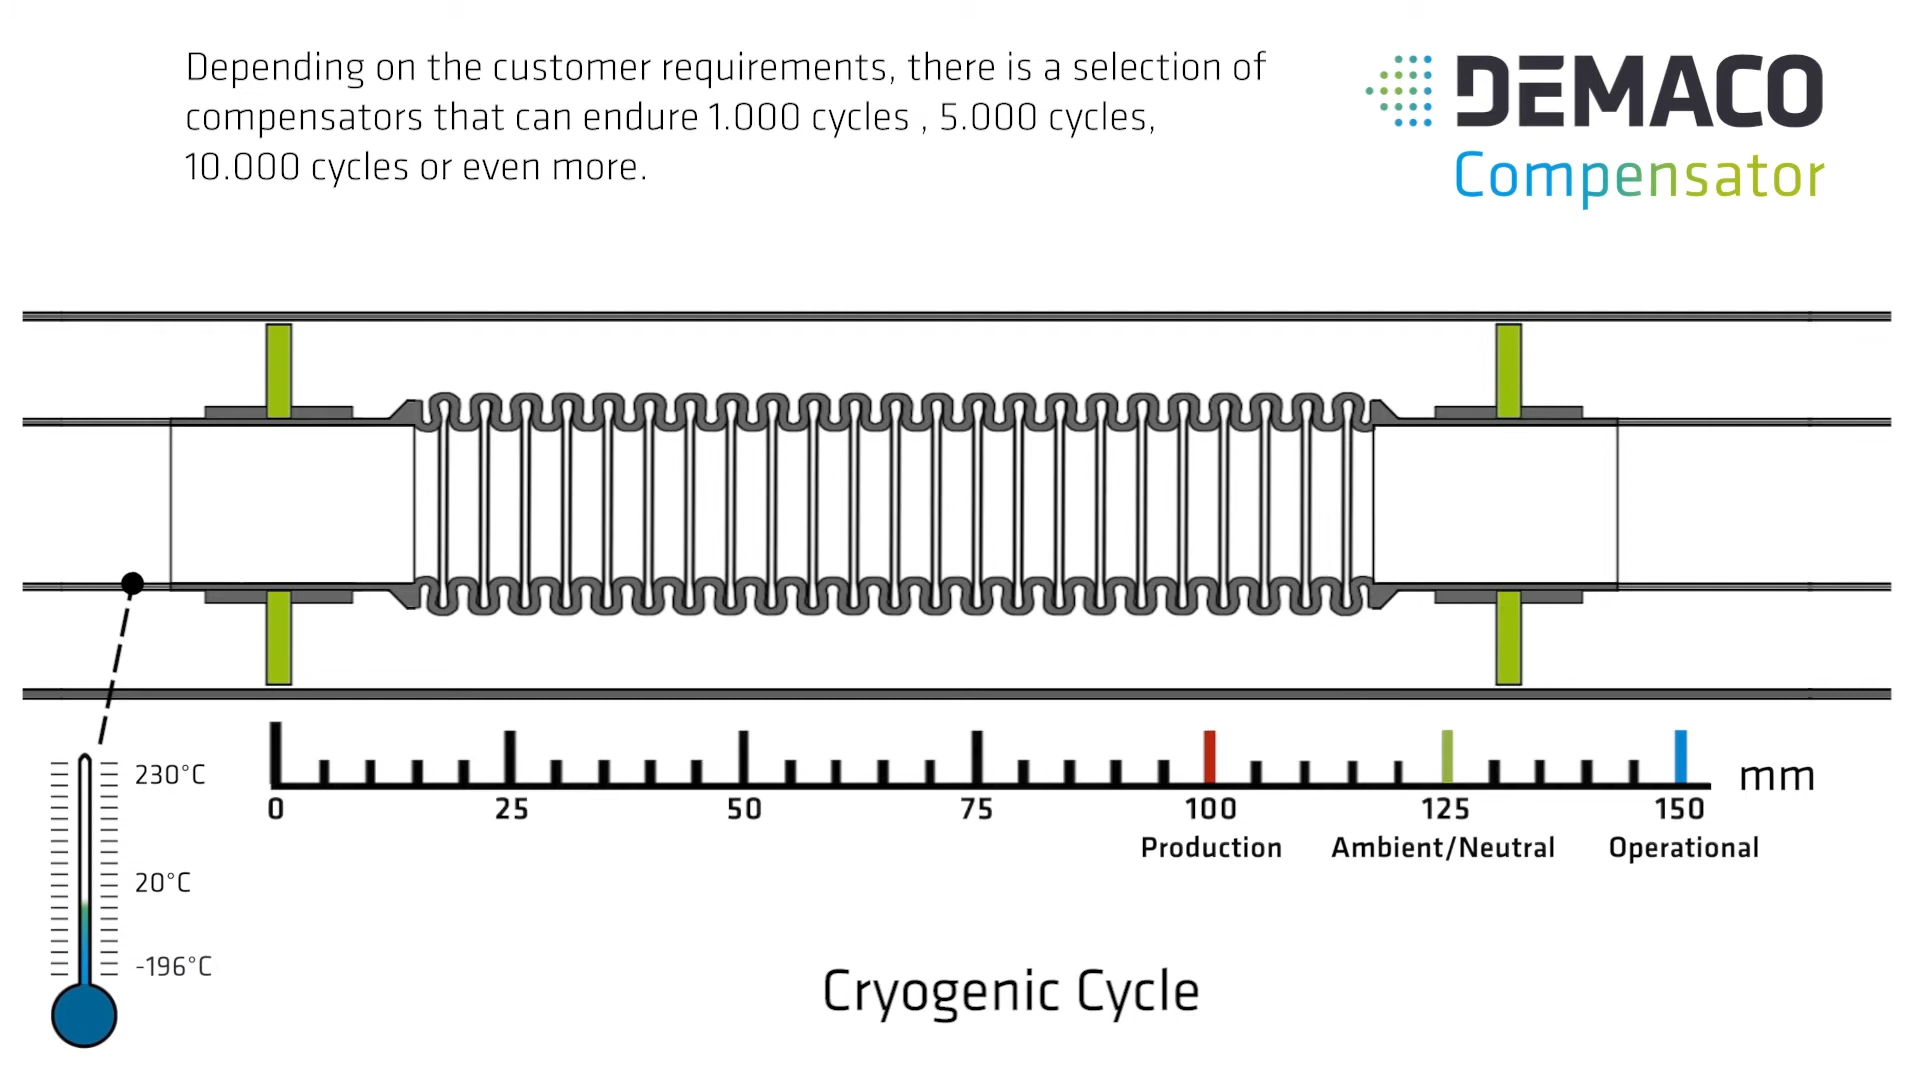 Depending on the customer requirements, there is a selection of
compensators that can endure 1.000 cycles , 5.000 cycles,
10.000 cycles or even more.
DEMACO
Compensator
230°C
20°C
-196°C
0 25 50 75 100 125 150 mm
Production Ambient/Neutral Operational
Cryogenic Cycle